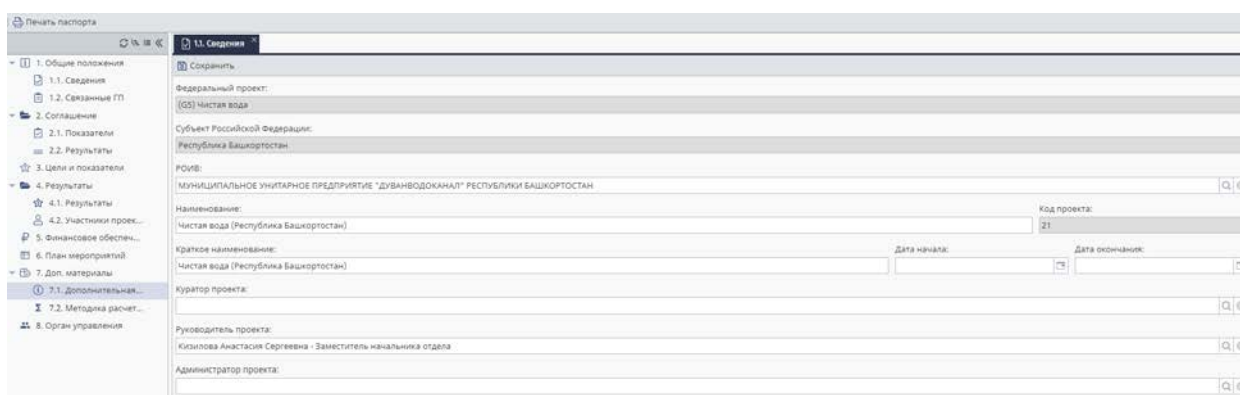 Печать паспорта
1.1. Сведения
1. Общие положения
1.1. Сведения
1.2. Связанные ГП
2. Соглашение
2.1. Показатели
2.2. Результаты
3. Цели и показатели
4. Результаты
4.1. Результаты
4.2. Участники проек...
5. Финансовое обеспеч...
6. План мероприятий
7. Доп. материалы
7.1. Дополнительная...
7.2. Методика расчет...
8. Орган управления
Сохранить
Федеральный проект:
(G5) Чистая вода
Субъект Российской Федерации:
Республика Башкортостан
РОИВ:
МУНИЦИПАЛЬНОЕ УНИТАРНОЕ ПРЕДПРИЯТИЕ "ДУВАНВОДОКАНАЛ" РЕСПУБЛИКИ БАШКОРТОСТАН
Наименование: Код проекта:
Чистая вода (Республика Башкортостан) 21
Краткое наименование: Дата начала: Дата окончания:
Чистая вода (Республика Башкортостан)
Куратор проекта:
Руководитель проекта:
Кизилова Анастасия Сергеевна - Заместитель начальника отдела
Администратор проекта: